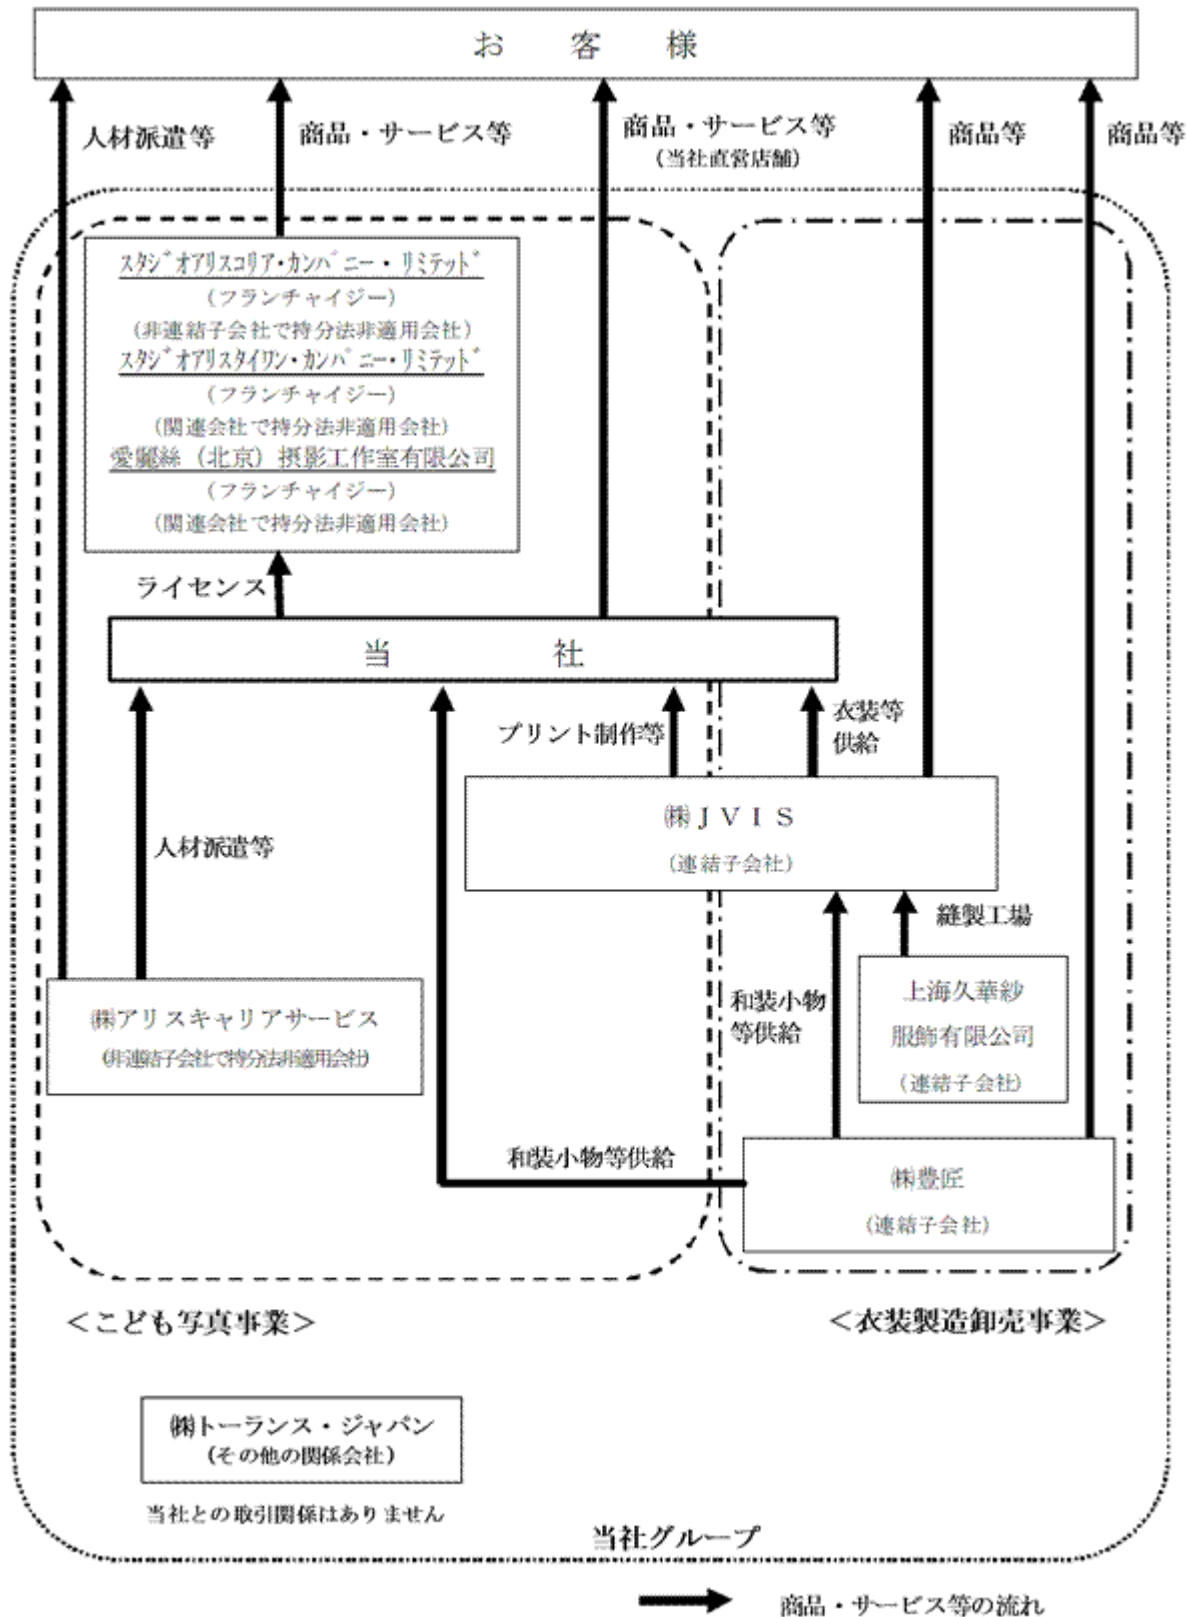 お客様
人材派遣等
商品・サービス等
商品・サービス等
(当社直営店舗)
商品等
商品等
ｽﾀｼﾞｵｱﾘｽｺﾘｱ・ｶﾝﾊﾟﾆｰ・ﾘﾐﾃｯﾄﾞ
(フランチャイジー)
(非連結子会社で持分法非適用会社)
ｽﾀｼﾞｵｱﾘｽﾀｲﾜﾝ・ｶﾝﾊﾟﾆｰ・ﾘﾐﾃｯﾄﾞ
(フランチャイジー)
(関連会社で持分法非適用会社)
愛麗絲（北京）摂影工作室有限公司
(フランチャイジー)
(関連会社で持分法非適用会社)
ライセンス
当社
プリント制作等
衣装等
供給
㈱ＪＶＩＳ
(連結子会社)
人材派遣等
縫製工場
上海久華紗
服飾有限公司
(連結子会社)
和装小物
等供給
㈱アリスキャリアサービス
(非連結子会社で持分法非適用会社)
和装小物等供給
㈱豊匠
(連結子会社)
＜こども写真事業＞
＜衣装製造卸売事業＞
㈱トーランス・ジャパン
(その他の関係会社)
当社との取引関係はありません
当社グループ
商品・サービス等の流れ